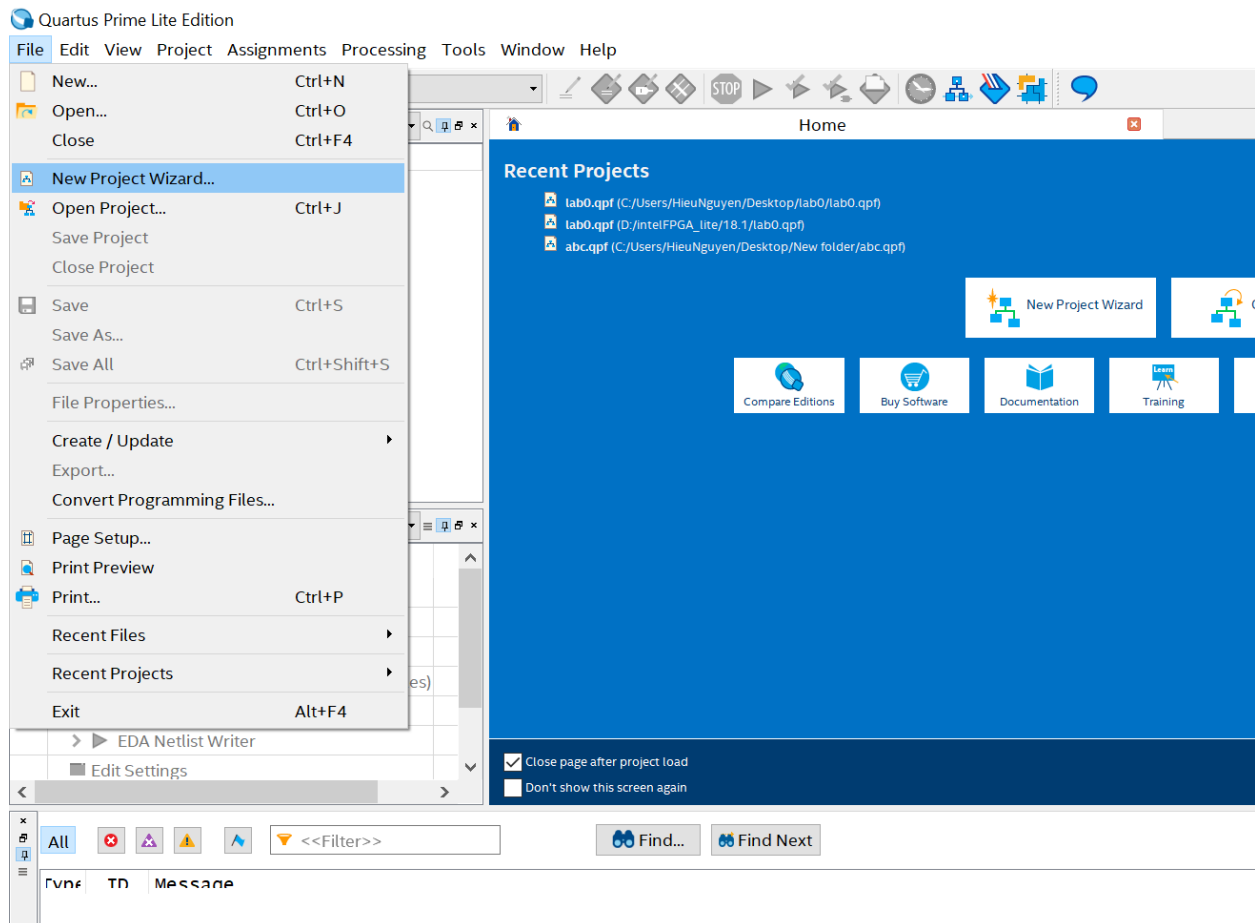 Quartus Prime Lite Edition
File Edit View Project Assignments Processing Tools Window Help
New... Ctrl+N
Open... Ctrl+O
Close Ctrl+F4
New Project Wizard...
Open Project... Ctrl+J
Save Project
Close Project
Save Ctrl+S
Save As...
Save All Ctrl+Shift+S
File Properties...
Create / Update
Export...
Convert Programming Files...
Page Setup...
Print Preview
Print... Ctrl+P
Recent Files
Recent Projects
Exit Alt+F4
es)
EDA Netlist Writer
Edit Settings
STOP
Home
Recent Projects
lab0.qpf (C:/Users/HieuNguyen/Desktop/lab0/lab0.qpf)
lab0.qpf (D:/intelFPGA_lite/18.1/lab0.qpf)
abc.qpf (C:/Users/HieuNguyen/Desktop/New folder/abc.qpf)
New Project Wizard
Compare Editions
Buy Software
Documentation
Learn
Training
Close page after project load
Don't show this screen again
All <<Filter>> Find... Find Next
Type ID Message